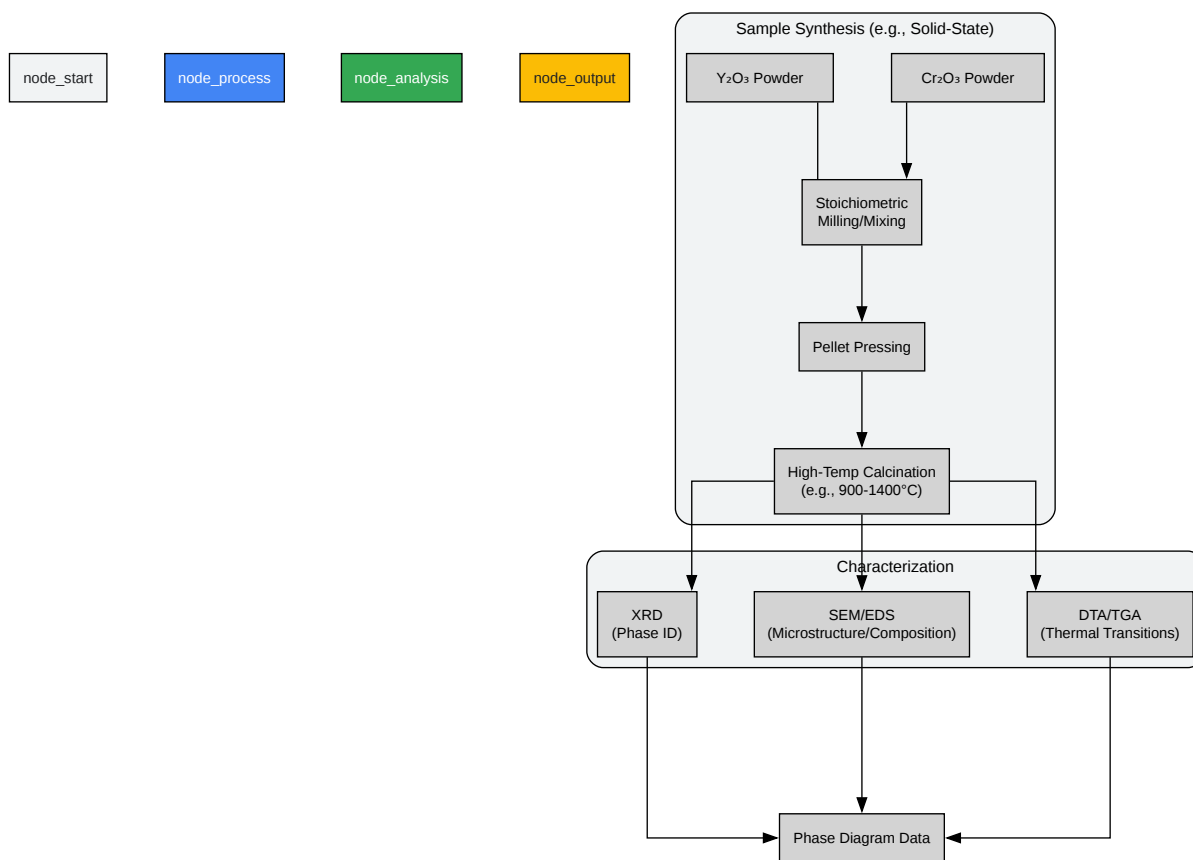 Sample Synthesis (e.g., Solid-State)
node_start
node_process
node_analysis
node_output
Y₂O₃ Powder
Cr₂O₃ Powder
Stoichiometric
Milling/Mixing
Pellet Pressing
High-Temp Calcination
(e.g., 900-1400°C)
Characterization
XRD
(Phase ID)
SEM/EDS
(Microstructure/Composition)
DTA/TGA
(Thermal Transitions)
Phase Diagram Data